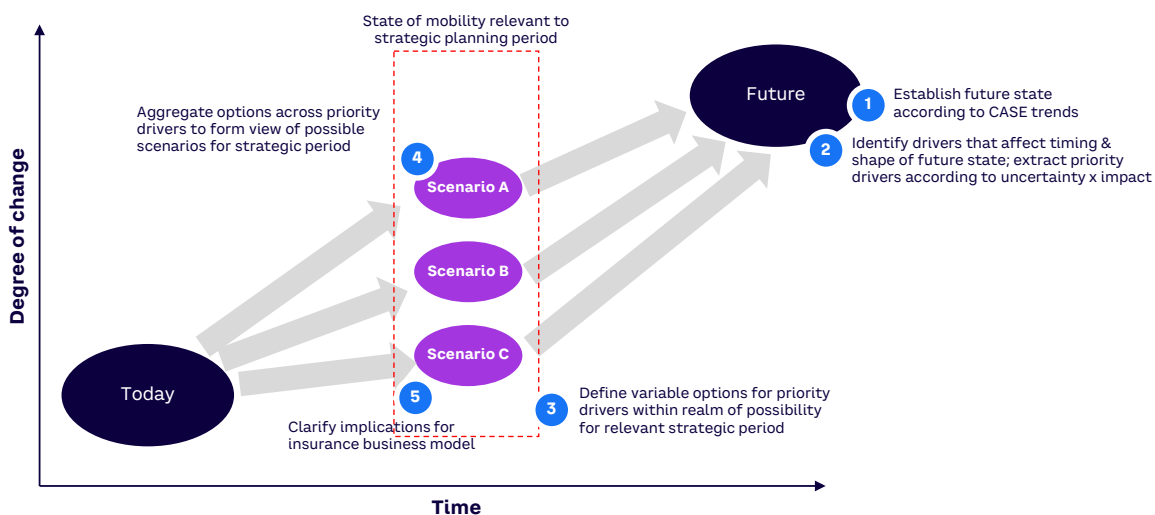 State of mobility relevant to
strategic planning period
Degree of change
Aggregate options across priority
drivers to form view of possible
scenarios for strategic period
4
Scenario A
Scenario B
Scenario C
Today
5
Clarify implications for
insurance business model
3
Define variable options for priority
drivers within realm of possibility
for relevant strategic period
Future
1
Establish future state
according to CASE trends
2
Identify drivers that affect timing &
shape of future state; extract priority
drivers according to uncertainty x impact
Time